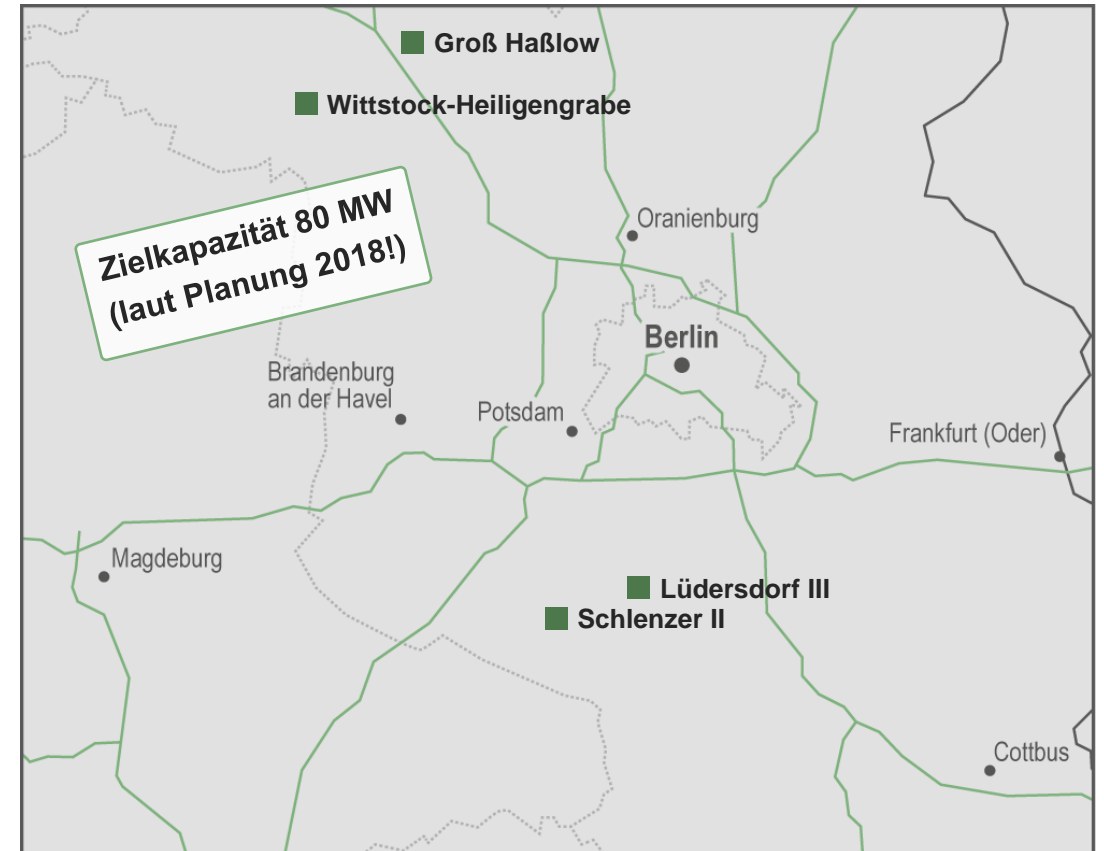 Groß Haßlow
Wittstock-Heiligengrabe
Zielkapazität 80 MW
(laut Planung 2018!)
Oranienburg
Berlin
Brandenburg
an der Havel
Potsdam
Frankfurt (Oder)
Magdeburg
Lüdersdorf III
Schlenzer II
Cottbus